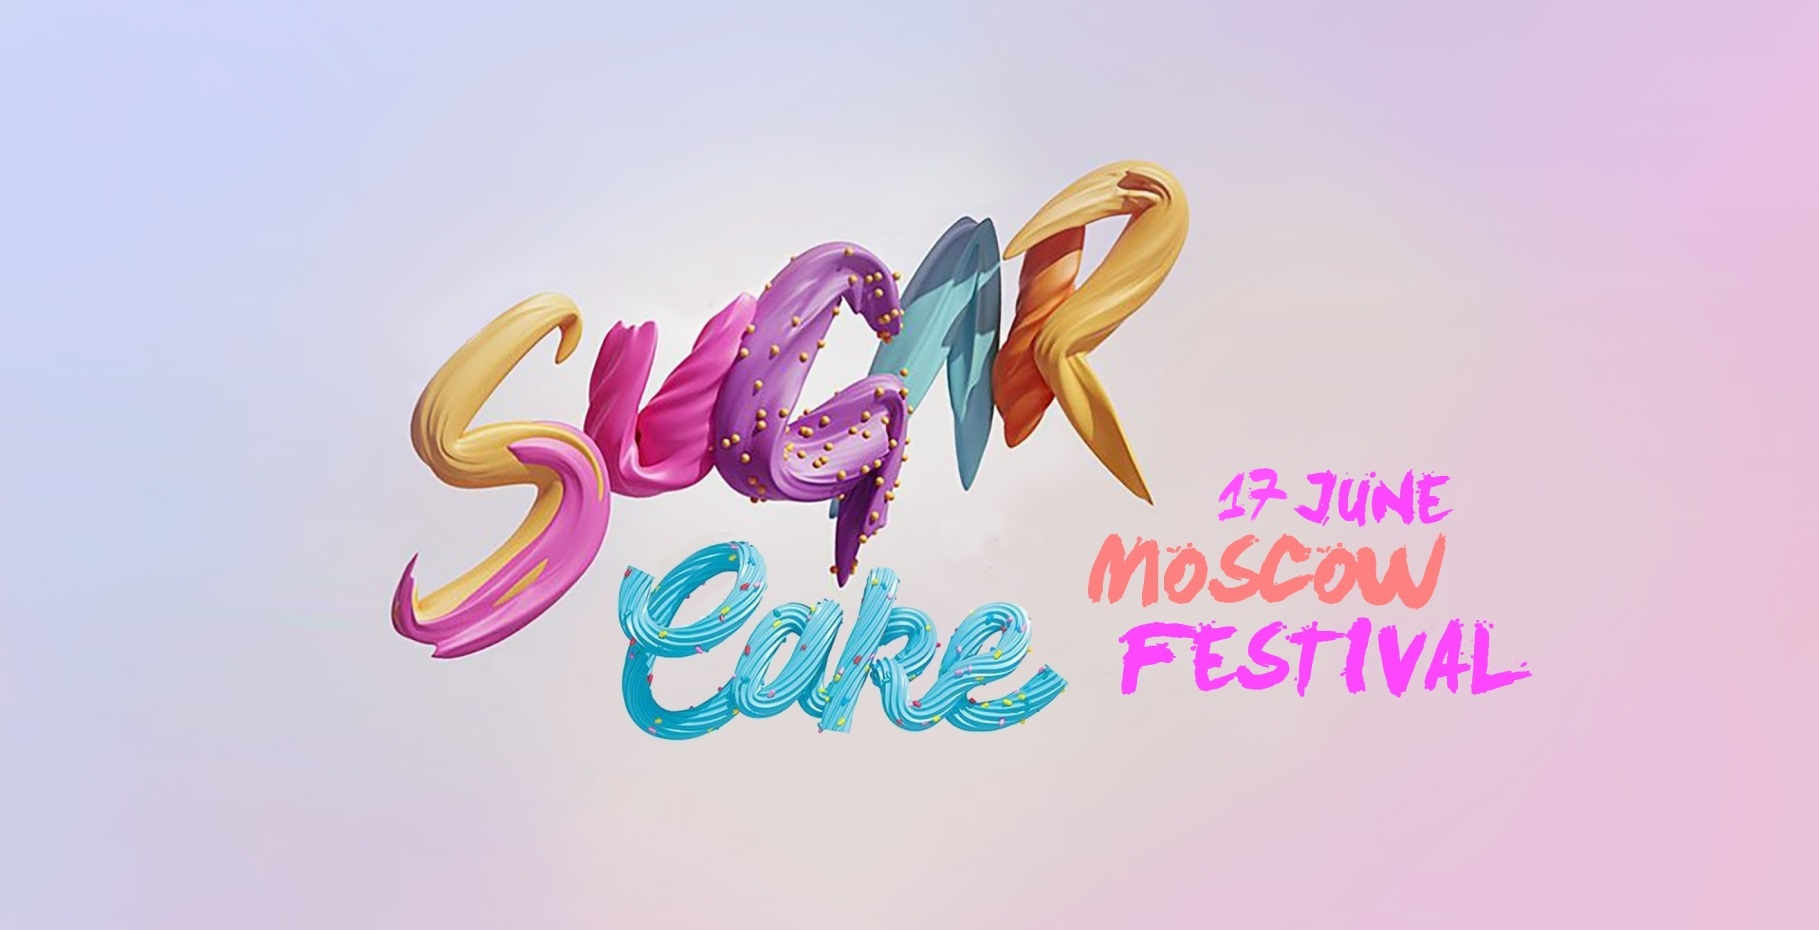 SUGAR
Cake
17 JUNE
MOSCOW
FESTIVAL